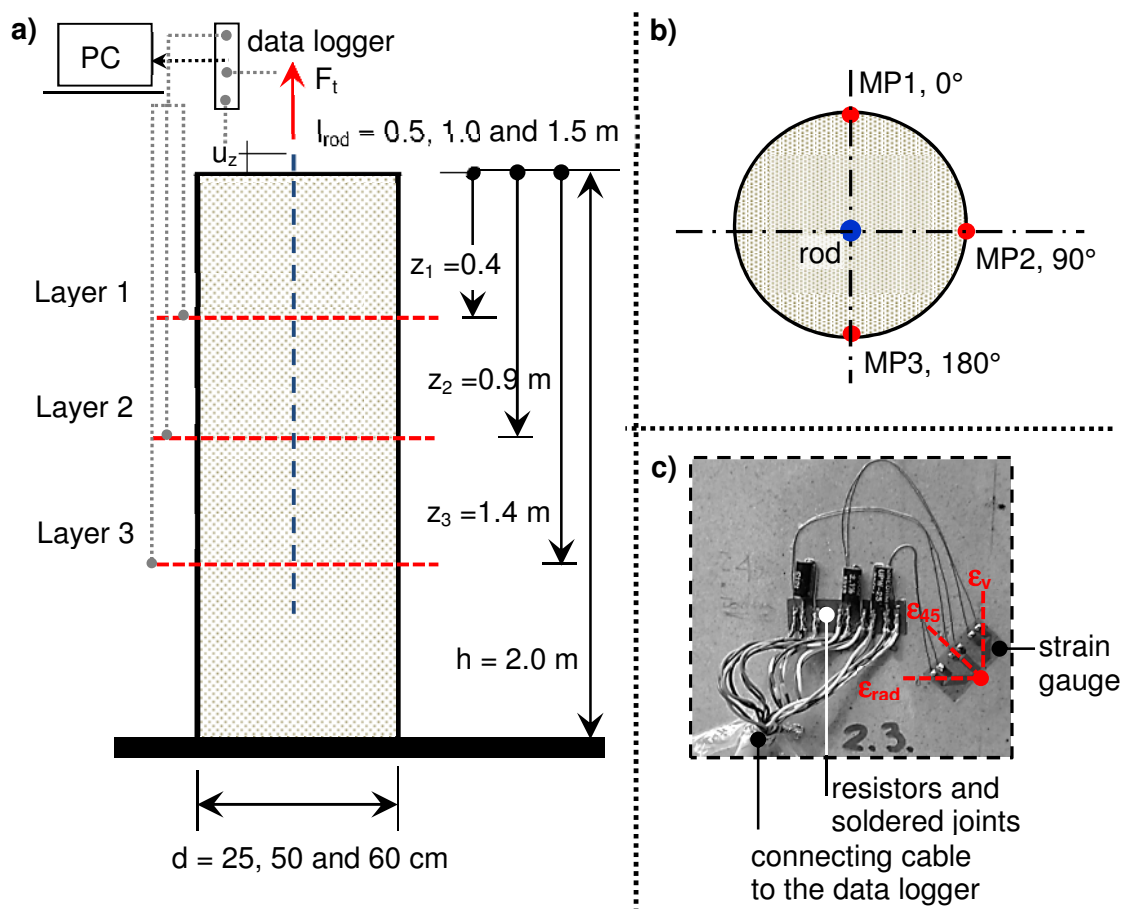 a)
PC
data logger
Ft
lrod = 0.5, 1.0 and 1.5 m
uz
z1 =0.4
Layer 1
z2 =0.9 m
Layer 2
z3 =1.4 m
Layer 3
h = 2.0 m
d = 25, 50 and 60 cm
b)
MP1, 0°
rod
MP2, 90°
MP3, 180°
c)
εv
ε45
εrad
strain
gauge
2.3.
resistors and
soldered joints
connecting cable
to the data logger